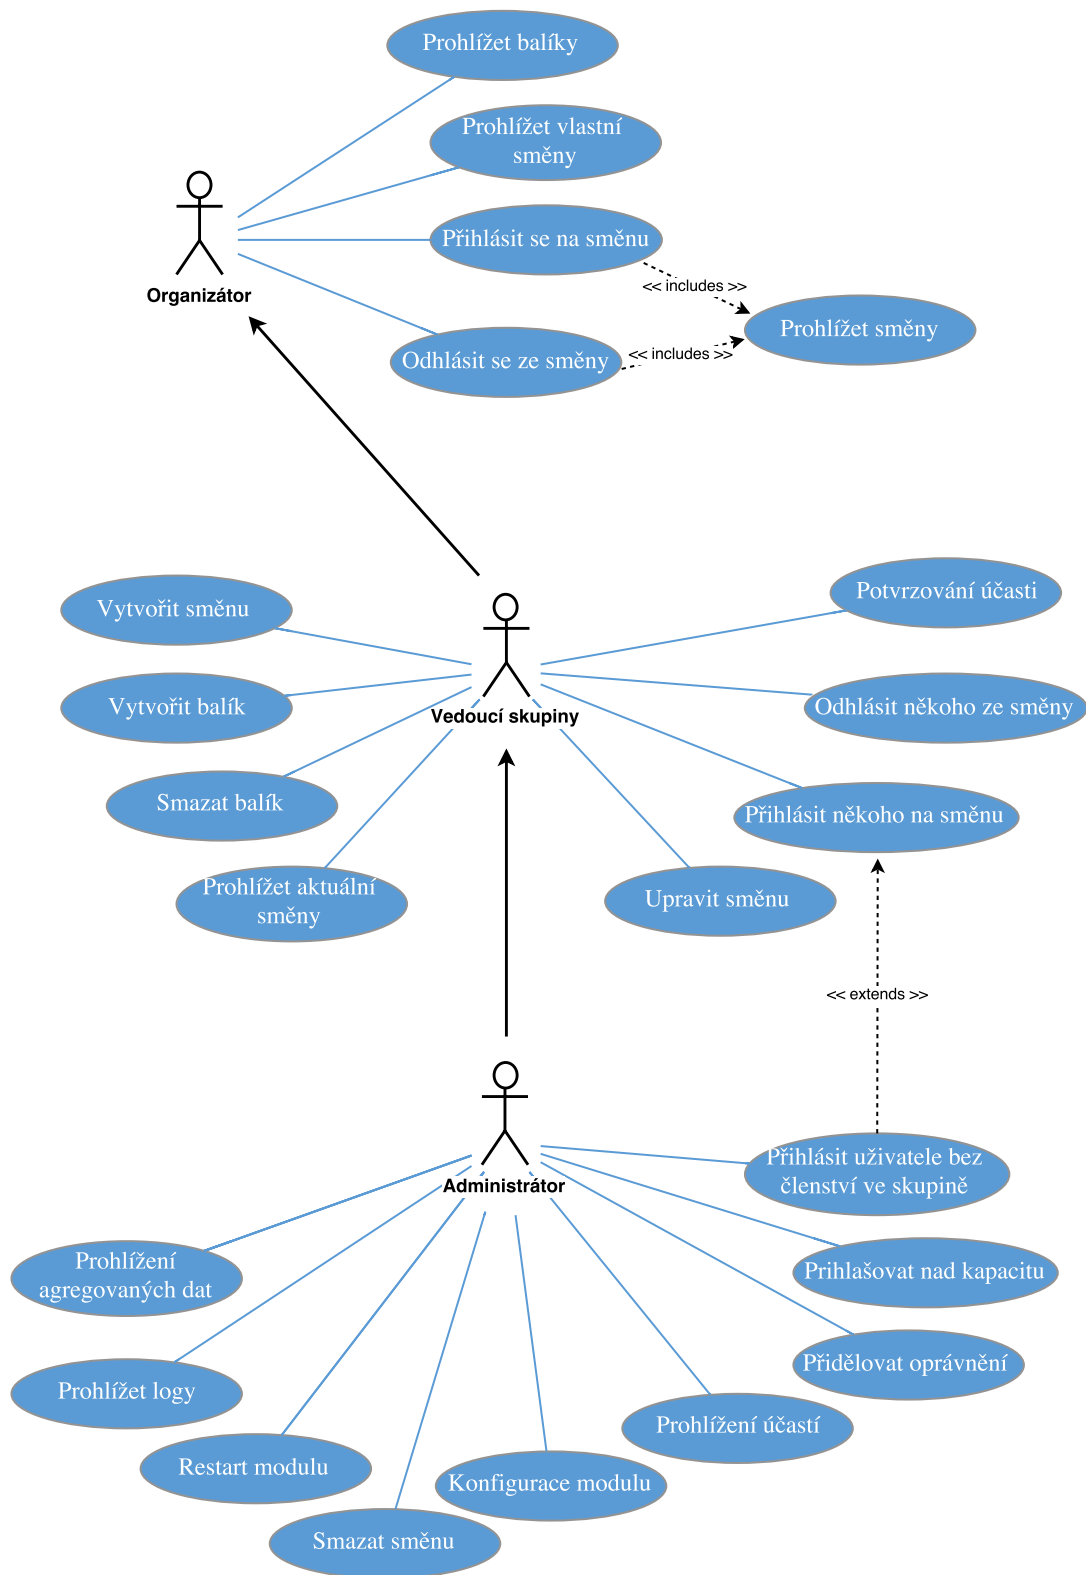 Prohlížet balíky
Prohlížet vlastní
směny
Přihlásit se na směnu
<< includes >>
Organizátor
Prohlížet směny
Odhlásit se ze směny
<< includes >>
Potvrzování účasti
Vytvořit směnu
Vytvořit balík
Vedoucí skupiny
Odhlásit někoho ze směny
Smazat balík
Přihlásit někoho na směnu
Prohlížet aktuální
směny
Upravit směnu
<< extends >>
Přihlásit uživatele bez
členství ve skupině
Administrátor
Prohlížení
agregovaných dat
Prihlašovat nad kapacitu
Přidělovat oprávnění
Prohlížet logy
Prohlížení účastí
Restart modulu
Konfigurace modulu
Smazat směnu